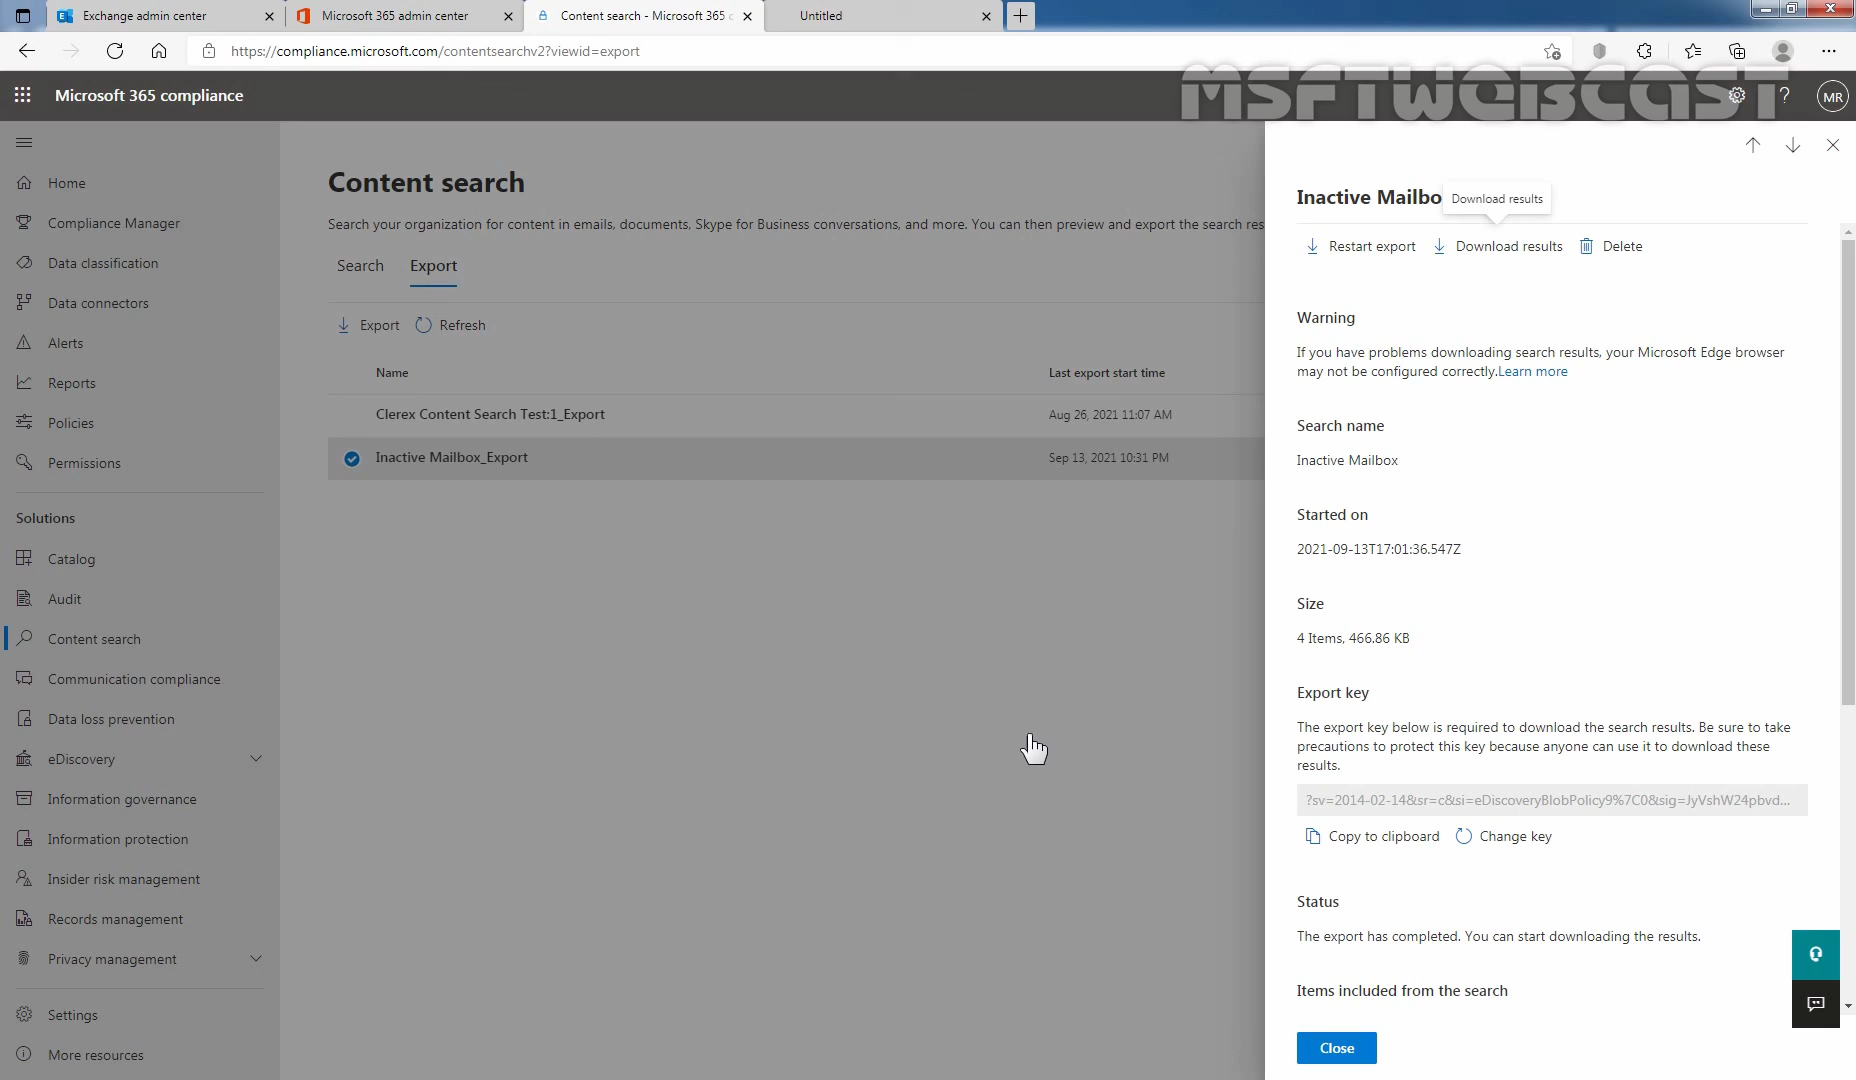 Exchange admin center
Microsoft 365 admin center
Content search - Microsoft 365 c
Untitled
https://compliance.microsoft.com/contentsearchv2?viewid=export
MSFTWEBCAST
Microsoft 365 compliance
MR
Home
Compliance Manager
Data classification
Data connectors
Alerts
Reports
Policies
Permissions
Solutions
Catalog
Audit
Content search
Communication compliance
Data loss prevention
eDiscovery
Information governance
Information protection
Insider risk management
Records management
Privacy management
Settings
More resources
Content search
Search your organization for content in emails, documents, Skype for Business conversations, and more. You can then preview and export the search res
Search Export
Export Refresh
Name Last export start time
Clerex Content Search Test:1_Export Aug 26, 2021 11:07 AM
Inactive Mailbox_Export Sep 13, 2021 10:31 PM
Inactive Mailbo
Download results
Restart export Download results Delete
Warning
If you have problems downloading search results, your Microsoft Edge browser
may not be configured correctly.Learn more
Search name
Inactive Mailbox
Started on
2021-09-13T17:01:36.547Z
Size
4 Items, 466.86 KB
Export key
The export key below is required to download the search results. Be sure to take
precautions to protect this key because anyone can use it to download these
results.
?sv=2014-02-14&sr=c&si=eDiscoveryBlobPolicy9%7C0&sig=JyVshW24pbvd...
Copy to clipboard Change key
Status
The export has completed. You can start downloading the results.
Items included from the search
Close